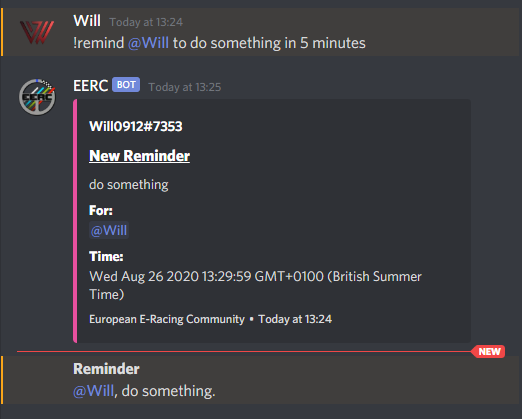 Will Today at 13:24
!remind @Will to do something in 5 minutes
EERC BOT Today at 13:25
EERC
Will0912#7353
New Reminder
do something
For:
@Will
Time:
Wed Aug 26 2020 13:29:59 GMT+0100 (British Summer
Time)
European E-Racing Community • Today at 13:24
NEW
Reminder
@Will, do something.